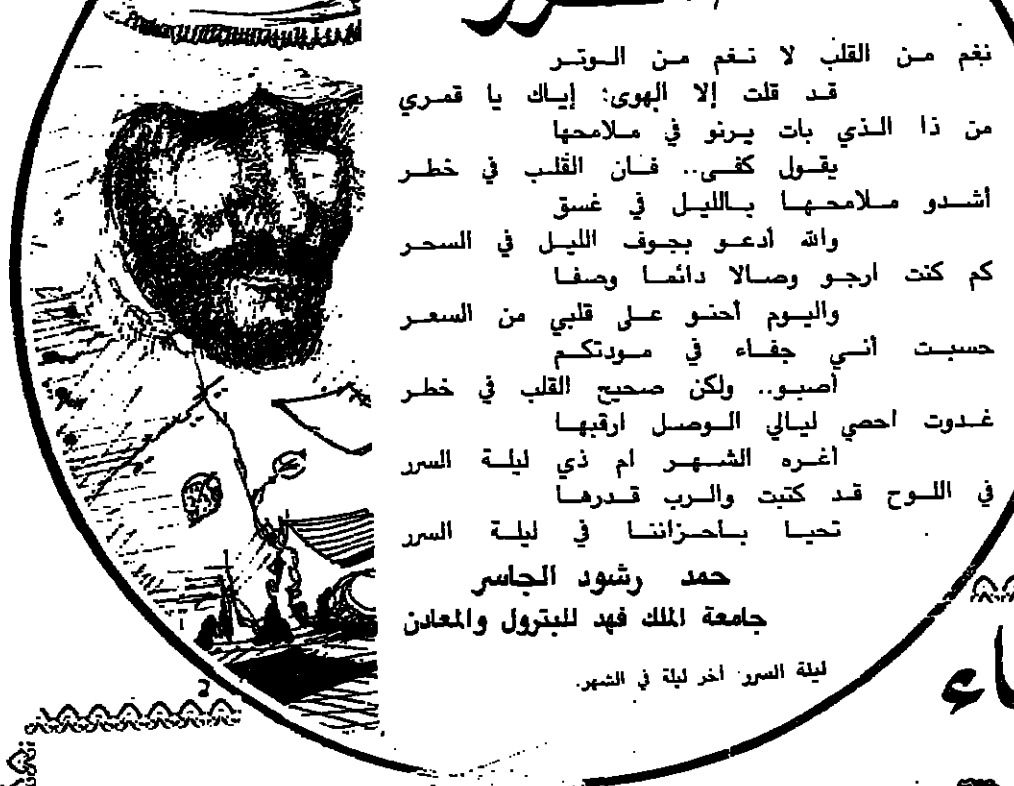 نغم من القلب لا نغم من الوتر
قد قلت إلا الهوى؛ إياك يا قمري
من ذا الذي بات يرنو في ملامحها
يقول كفى.. فان القلب في خطر
أشدو ملامحها بالليل في غسق
والله أدعو بجوف الليل في السحر
كم كنت ارجو وصالا دائما وصفا
واليوم أحنو على قلبي من السعر
حسبت أني جفاء في مودتكم
أصبو.. ولكن صحيح القلب في خطر
غدوت احصي ليالي الوصل ارقبها
أغره الشهر ام ذي ليلة السرر
في اللوح قد كتبت والرب قدرها
تحيا بأحزاننا في ليلة السرر
حمد رشود الجاسر
جامعة الملك فهد للبترول والمعادن
ليلة السرر: أخر ليلة في الشهر.